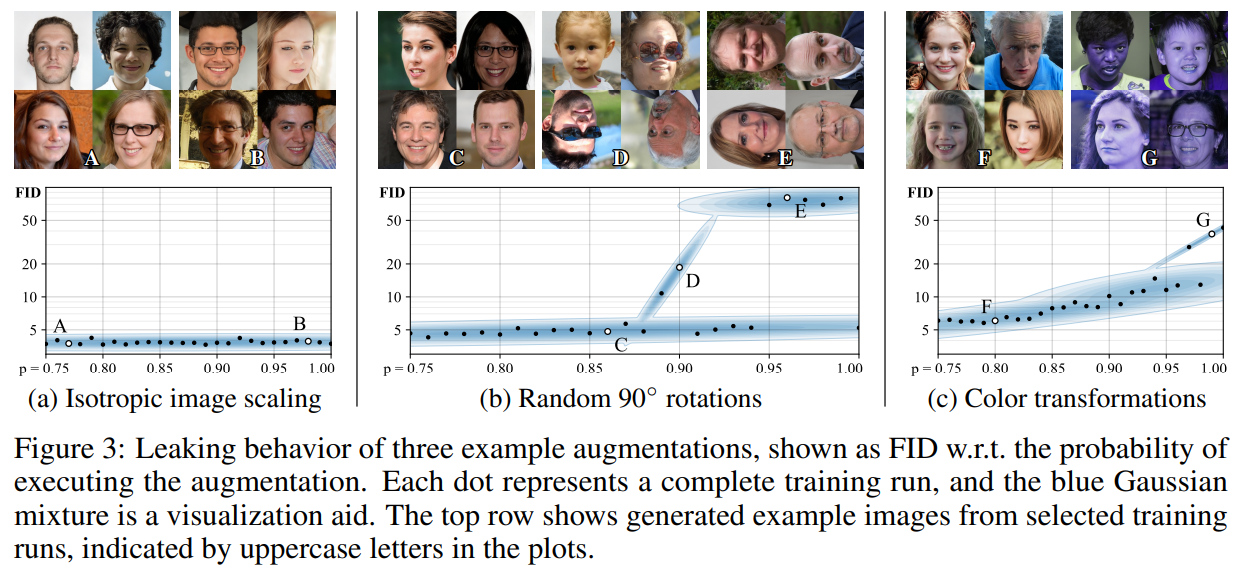 A
B
C
D
E
F
G
FID
50
20
10
5
A
B
p = 0.75
0.80
0.85
0.90
0.95
1.00
(a) Isotropic image scaling
FID
50
20
10
5
E
D
C
p = 0.75
0.80
0.85
0.90
0.95
1.00
(b) Random 90° rotations
FID
50
20
10
5
G
F
p = 0.75
0.80
0.85
0.90
0.95
1.00
(c) Color transformations
Figure 3: Leaking behavior of three example augmentations, shown as FID w.r.t. the probability of
executing the augmentation. Each dot represents a complete training run, and the blue Gaussian
mixture is a visualization aid. The top row shows generated example images from selected training
runs, indicated by uppercase letters in the plots.